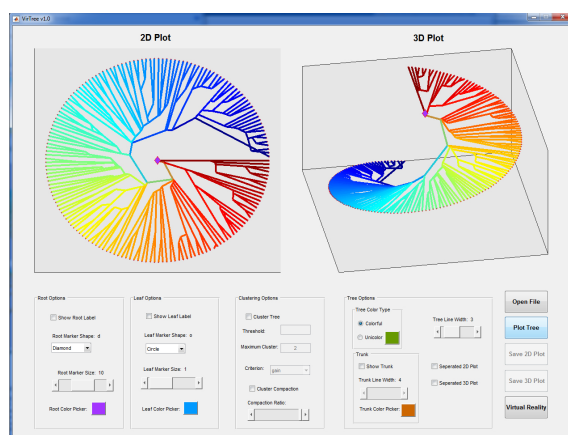 VirTree v1.0
2D Plot
3D Plot
Root Options
Show Root Label
Root Marker Shape: d
Diamond
Root Marker Size: 10
Root Color Picker:
Leaf Options
Show Leaf Label
Leaf Marker Shape: o
Circle
Leaf Marker Size: 1
Leaf Color Picker:
Clustering Options
Cluster Tree
Threshold
Maximum Cluster:
2
Criterion:
gain
Cluster Compaction
Compaction Ratio:
Tree Options
Tree Color Type
Colorful
Unicolor
Tree Line Width: 3
Trunk
Show Trunk
Trunk Line Width: 4
Trunk Color Picker:
Seperated 2D Plot
Seperated 3D Plot
Open File
Plot Tree
Save 2D Plot
Save 3D Plot
Virtual Reality